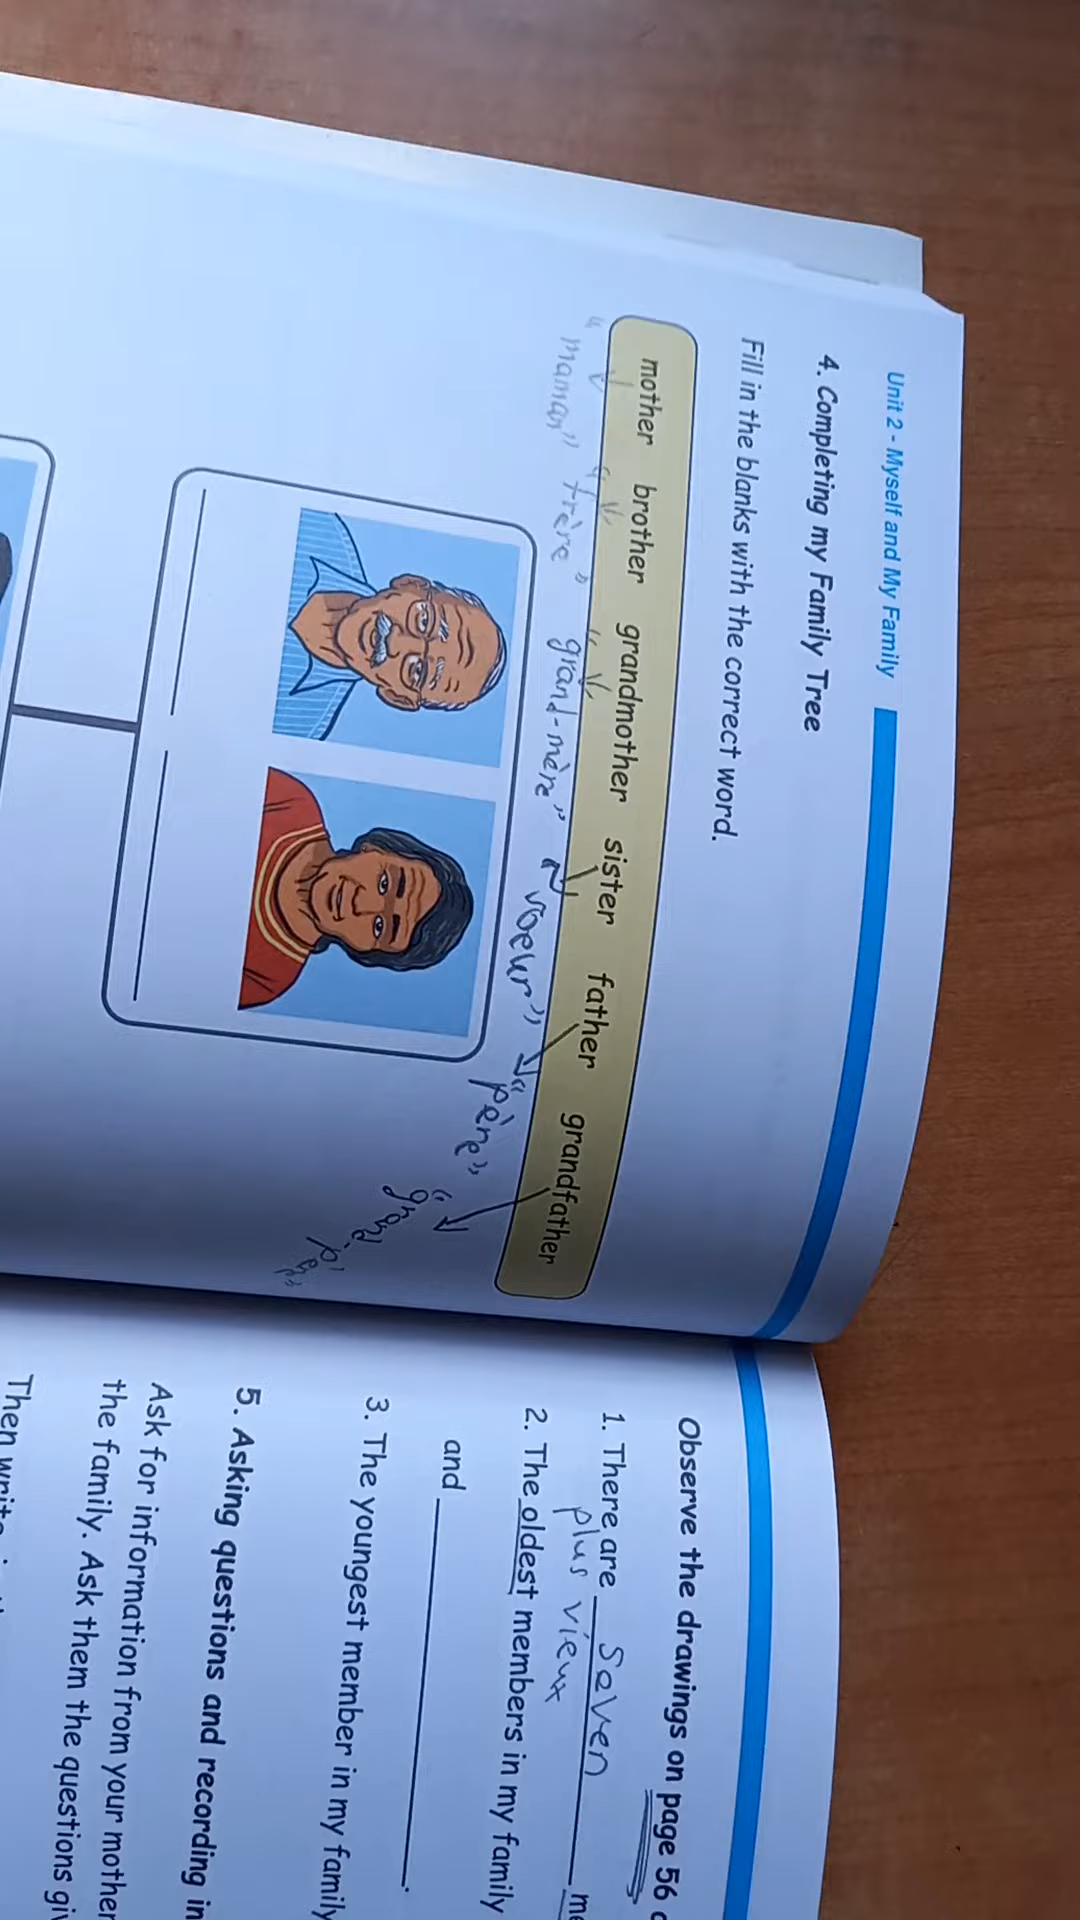 Unit 2 - Myself and My Family
4. Completing my Family Tree
Fill in the blanks with the correct word.
mother brother grandmother sister father grandfather
"maman" "frère" "grand-mère" "soeur" "père" "grand-père"
Observe the drawings on page 56
1. There are seven
plus vieux
2. The oldest members in my family
and
3. The youngest member in my family
5. Asking questions and recording in
Ask for information from your mother
the family. Ask them the questions
Then